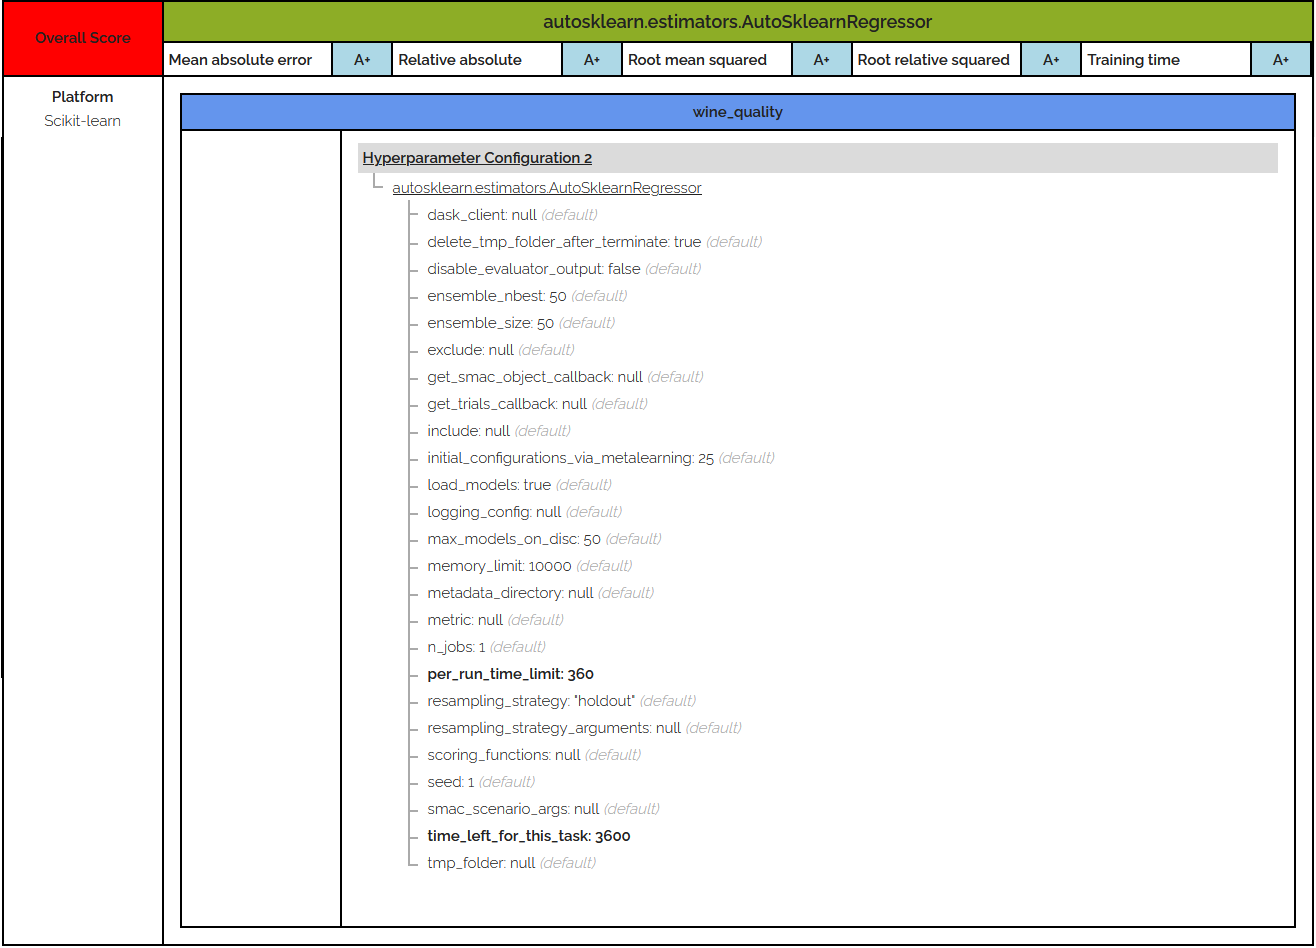 autosklearn.estimators.AutoSklearnRegressor
Overall Score
Mean absolute error A+ Relative absolute A+ Root mean squared A+ Root relative squared A+ Training time A+
Platform
Scikit-learn
wine_quality
Hyperparameter Configuration 2
autosklearn.estimators.AutoSklearnRegressor
dask_client: null (default)
delete_tmp_folder_after_terminate: true (default)
disable_evaluator_output: false (default)
ensemble_nbest: 50 (default)
ensemble_size: 50 (default)
exclude: null (default)
get_smac_object_callback: null (default)
get_trials_callback: null (default)
include: null (default)
initial_configurations_via_metalearning: 25 (default)
load_models: true (default)
logging_config: null (default)
max_models_on_disc: 50 (default)
memory_limit: 10000 (default)
metadata_directory: null (default)
metric: null (default)
n_jobs: 1 (default)
per_run_time_limit: 360
resampling_strategy: "holdout" (default)
resampling_strategy_arguments: null (default)
scoring_functions: null (default)
seed: 1 (default)
smac_scenario_args: null (default)
time_left_for_this_task: 3600
tmp_folder: null (default)